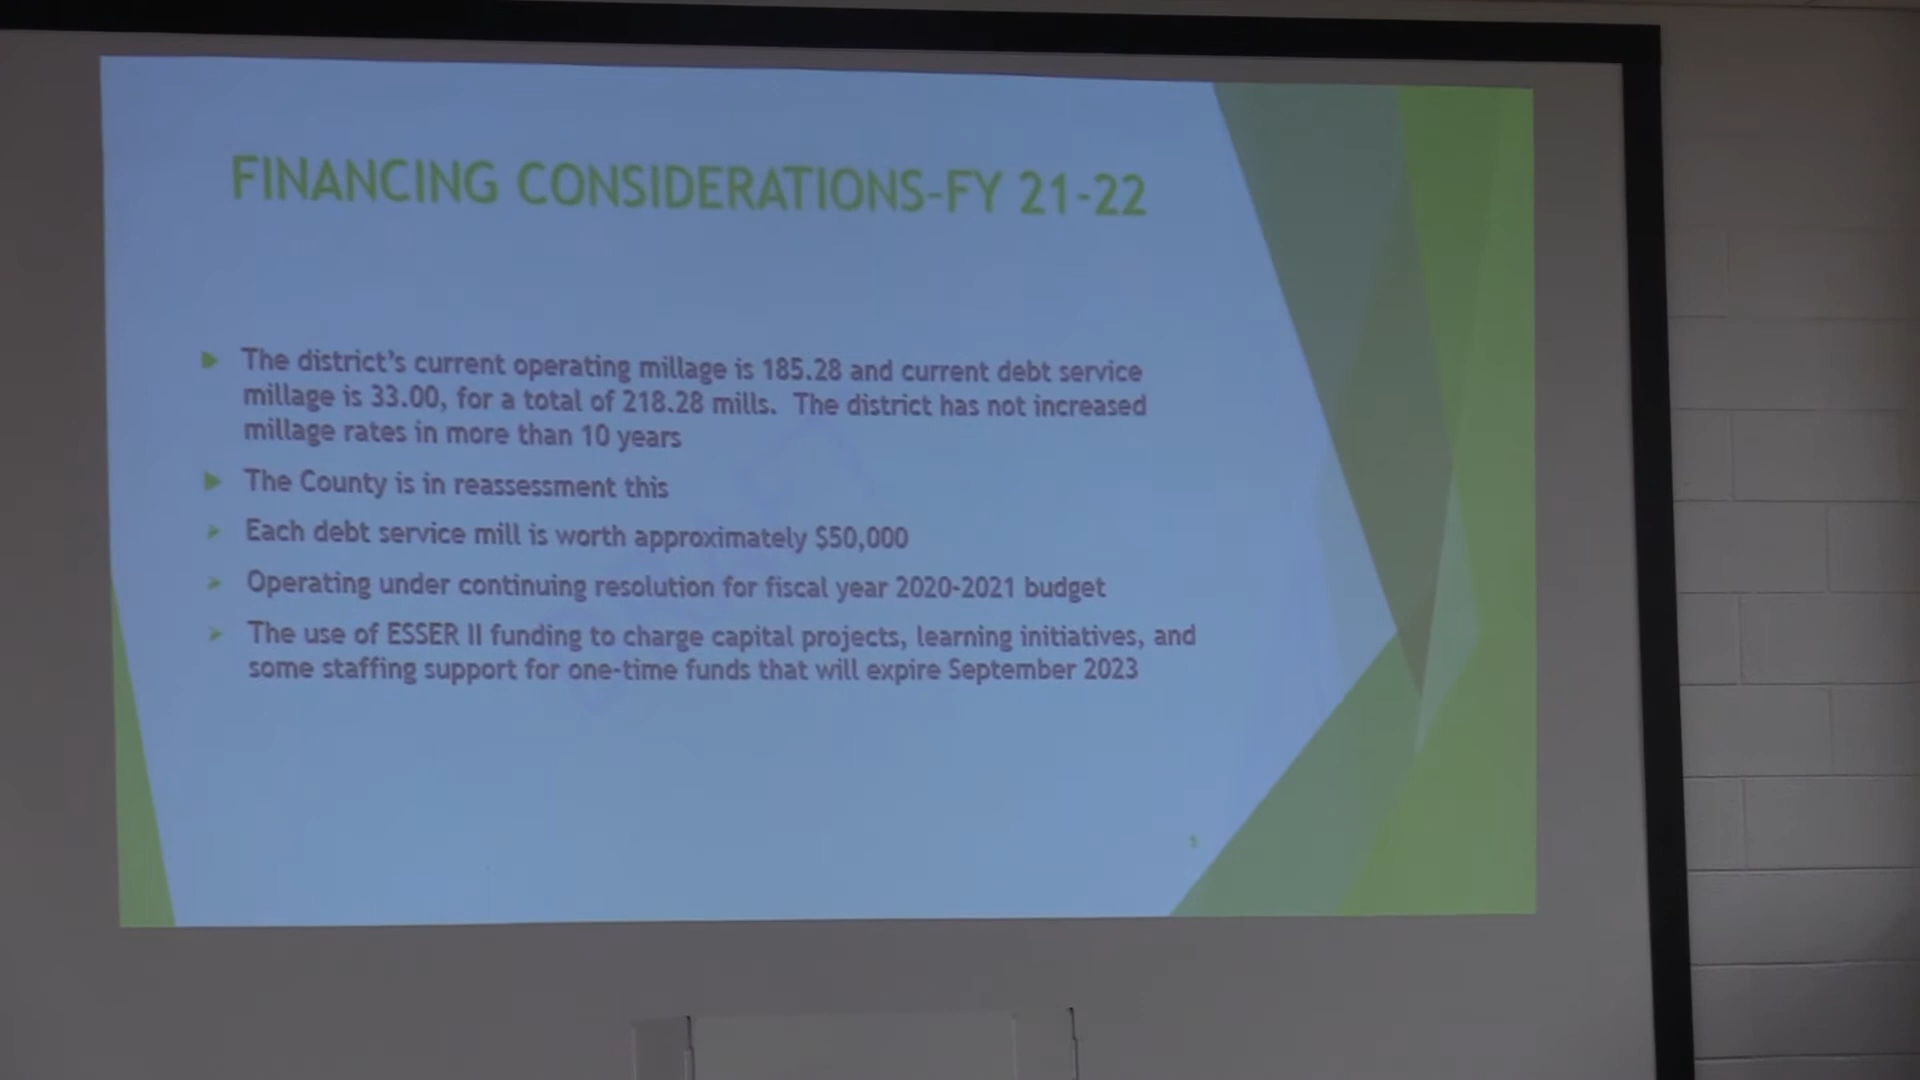 FINANCING CONSIDERATIONS-FY 21-22
The district's current operating millage is 185.28 and current debt service
millage is 33.00, for a total of 218.28 mills. The district has not increased
millage rates in more than 10 years
The County is in reassessment this
Each debt service mill is worth approximately $50,000
Operating under continuing resolution for fiscal year 2020-2021 budget
The use of ESSER II funding to charge capital projects, learning initiatives, and
some staffing support for one-time funds that will expire September 2023